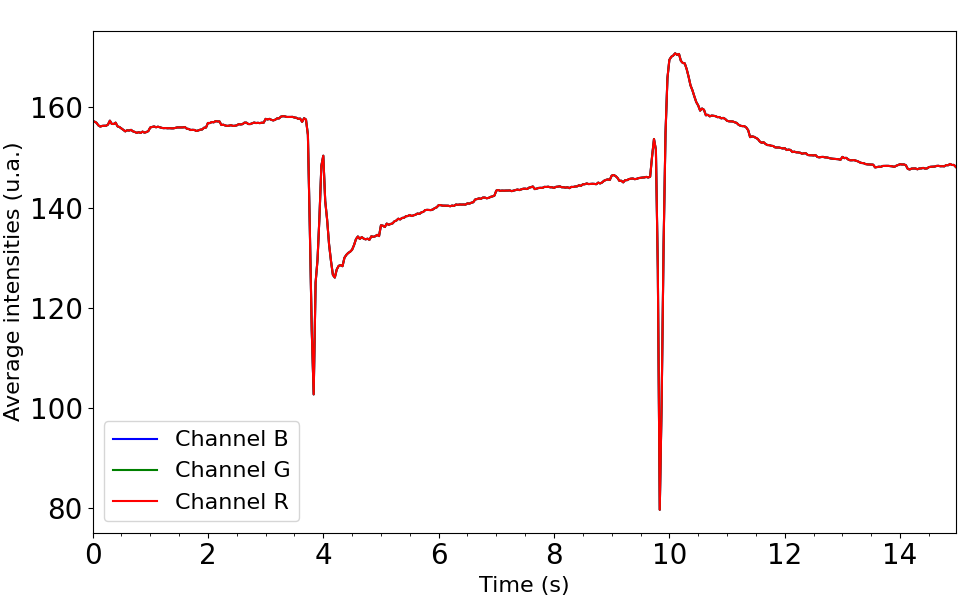 Average intensities (u.a.)
160
140
120
100
80
Channel B
Channel G
Channel R
0 2 4 6 8 10 12 14
Time (s)